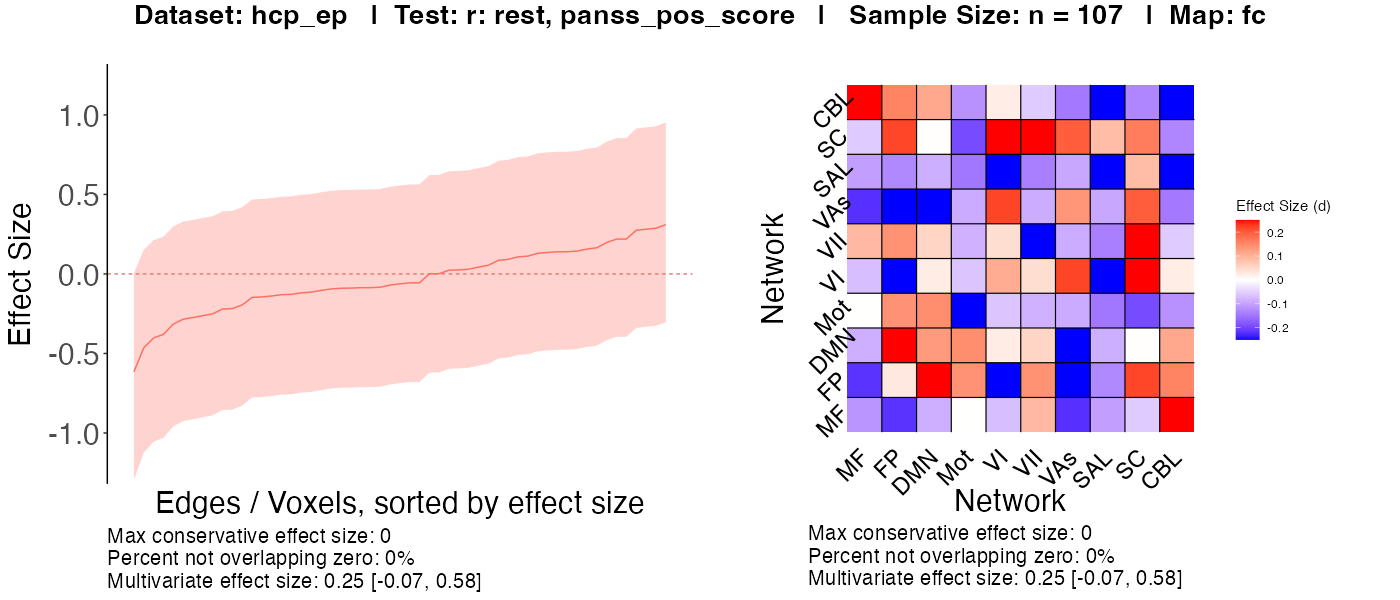 Dataset: hcp_ep | Test: r: rest, panss_pos_score | Sample Size: n = 107 | Map: fc
Effect Size
1.0
0.5
0.0
-0.5
-1.0
Edges / Voxels, sorted by effect size
Max conservative effect size: 0
Percent not overlapping zero: 0%
Multivariate effect size: 0.25 [-0.07, 0.58]
Network
CBL
SC
SAL
VAs
VII
VI
Mot
DMN
FP
MF
MF FP DMN Mot VI VII VAs SAL SC CBL
Network
Effect Size (d)
0.2
0.1
0.0
-0.1
-0.2
Max conservative effect size: 0
Percent not overlapping zero: 0%
Multivariate effect size: 0.25 [-0.07, 0.58]